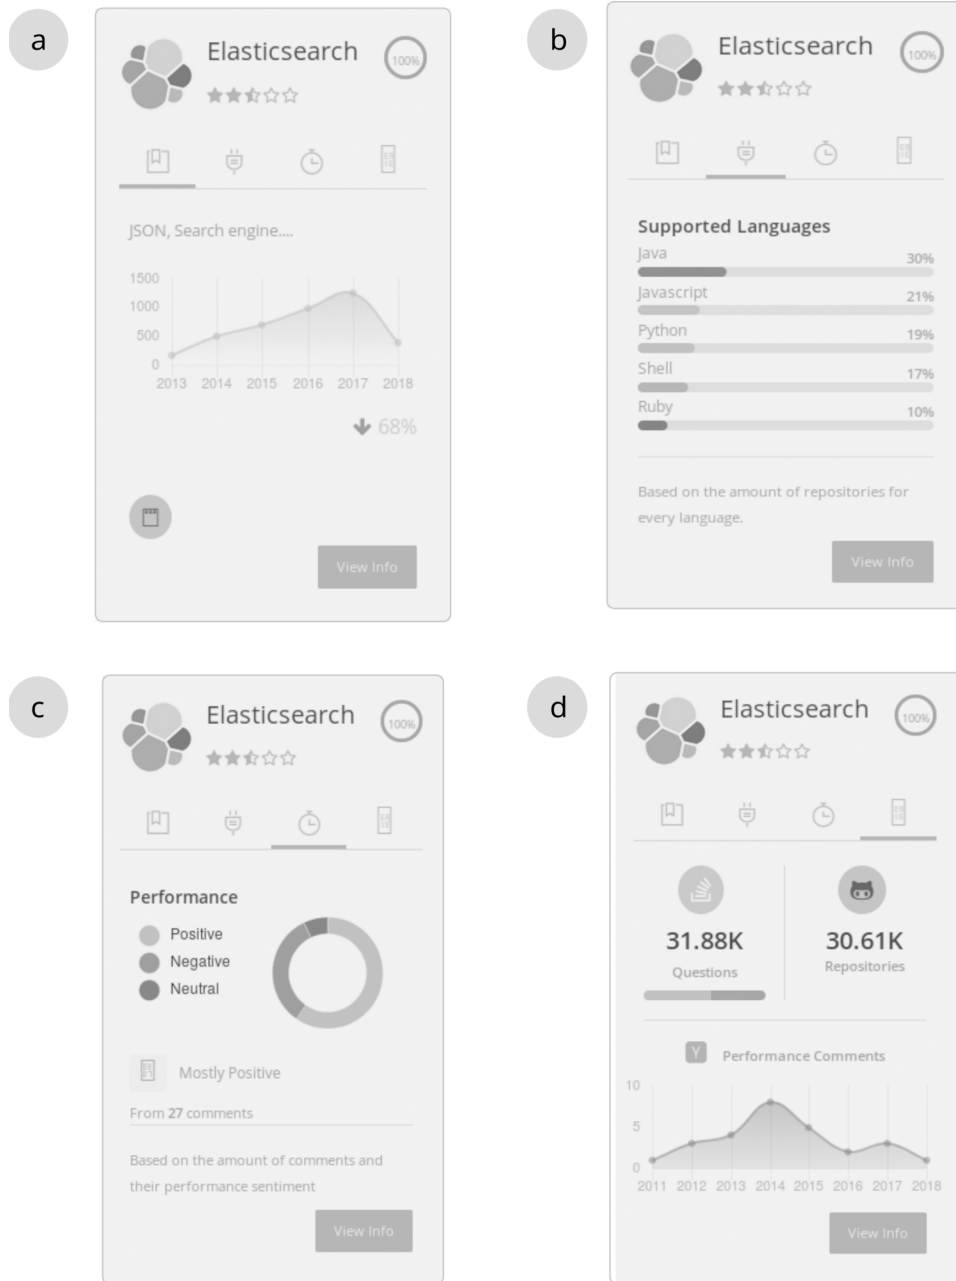 a
Elasticsearch
100%
JSON, Search engine....
1500
1000
500
0
2013 2014 2015 2016 2017 2018
68%
View Info
b
Elasticsearch
100%
Supported Languages
Java 30%
Javascript 21%
Python 19%
Shell 17%
Ruby 10%
Based on the amount of repositories for
every language.
View Info
c
Elasticsearch
100%
Performance
Positive
Negative
Neutral
Mostly Positive
From 27 comments
Based on the amount of comments and
their performance sentiment
View Info
d
Elasticsearch
100%
31.88K 30.61K
Questions Repositories
Y Performance Comments
10
5
0
2011 2012 2013 2014 2015 2016 2017 2018
View Info